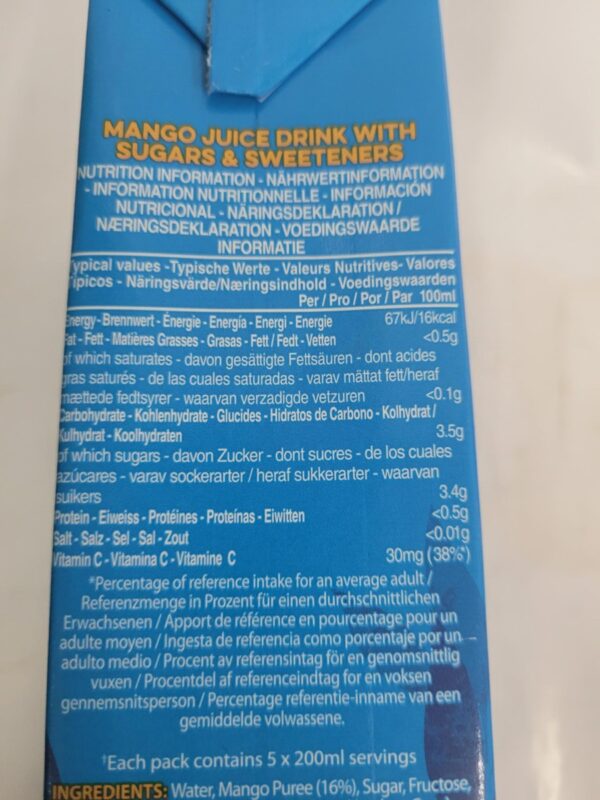 MANGO JUICE DRINK WITH
SUGARS & SWEETENERS
NUTRITION INFORMATION - NÄHRWERTINFORMATION
- INFORMATION NUTRITIONNELLE - INFORMACIÓN
NUTRICIONAL - NÄRINGSDEKLARATION /
NÆRINGSDEKLARATION - VOEDINGSWAARDE
INFORMATIE
Typical values -Typische Werte - Valeurs Nutritives- Valores
Típicos - Näringsvärde/Næringsindhold - Voedingswaarden
Per / Pro / Por / Par 100ml
Energy- Brennwert - Énergie - Energía - Energi - Energie 67kJ/16kcal
Fat - Fett - Matières Grasses - Grasas - Fett / Fedt - Vetten <0.5g
of which saturates - davon gesättigte Fettsäuren - dont acides
gras saturés - de las cuales saturadas - varav mättat fett/heraf
mættede fedtsyrer - waarvan verzadigde vetzuren <0.1g
Carbohydrate - Kohlenhydrate - Glucides - Hidratos de Carbono - Kolhydrat /
Kulhydrat - Koolhydraten 3.5g
of which sugars - davon Zucker - dont sucres - de los cuales
azúcares - varav sockerarter / heraf sukkerarter - waarvan
suikers 3.4g
Protein - Eiweiss - Protéines - Proteínas - Eiwitten <0.5g
Salt - Salz - Sel - Sal - Zout <0.01g
Vitamin C - Vitamina C - Vitamine C 30mg (38%*)
*Percentage of reference intake for an average adult /
Referenzmenge in Prozent für einen durchschnittlichen
Erwachsenen / Apport de référence en pourcentage pour un
adulte moyen / Ingesta de referencia como porcentaje por un
adulto medio / Procent av referensintag för en genomsnittlig
vuxen / Procentdel af referenceindtag for en voksen
gennemsnitsperson / Percentage referentie-inname van een
gemiddelde volwassene.
†Each pack contains 5 x 200ml servings
INGREDIENTS: Water, Mango Puree (16%), Sugar, Fructose,